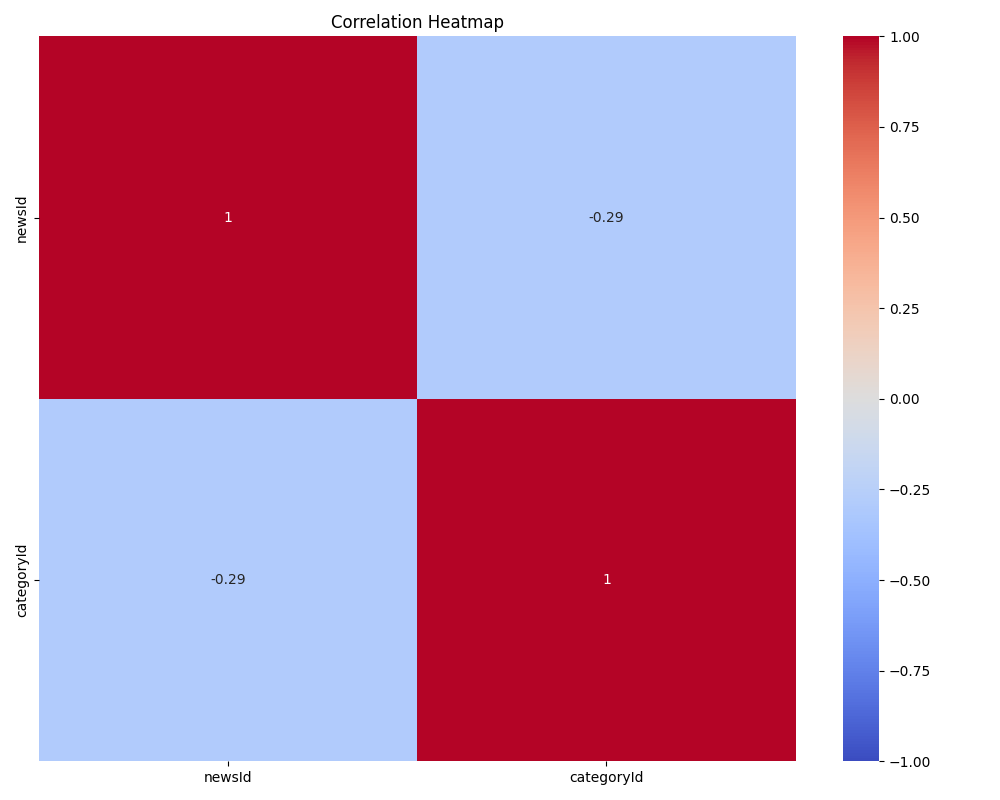 Correlation Heatmap
newsId
1
-0.29
categoryId
-0.29
1
newsId
categoryId
1.00
0.75
0.50
0.25
0.00
−0.25
−0.50
−0.75
−1.00